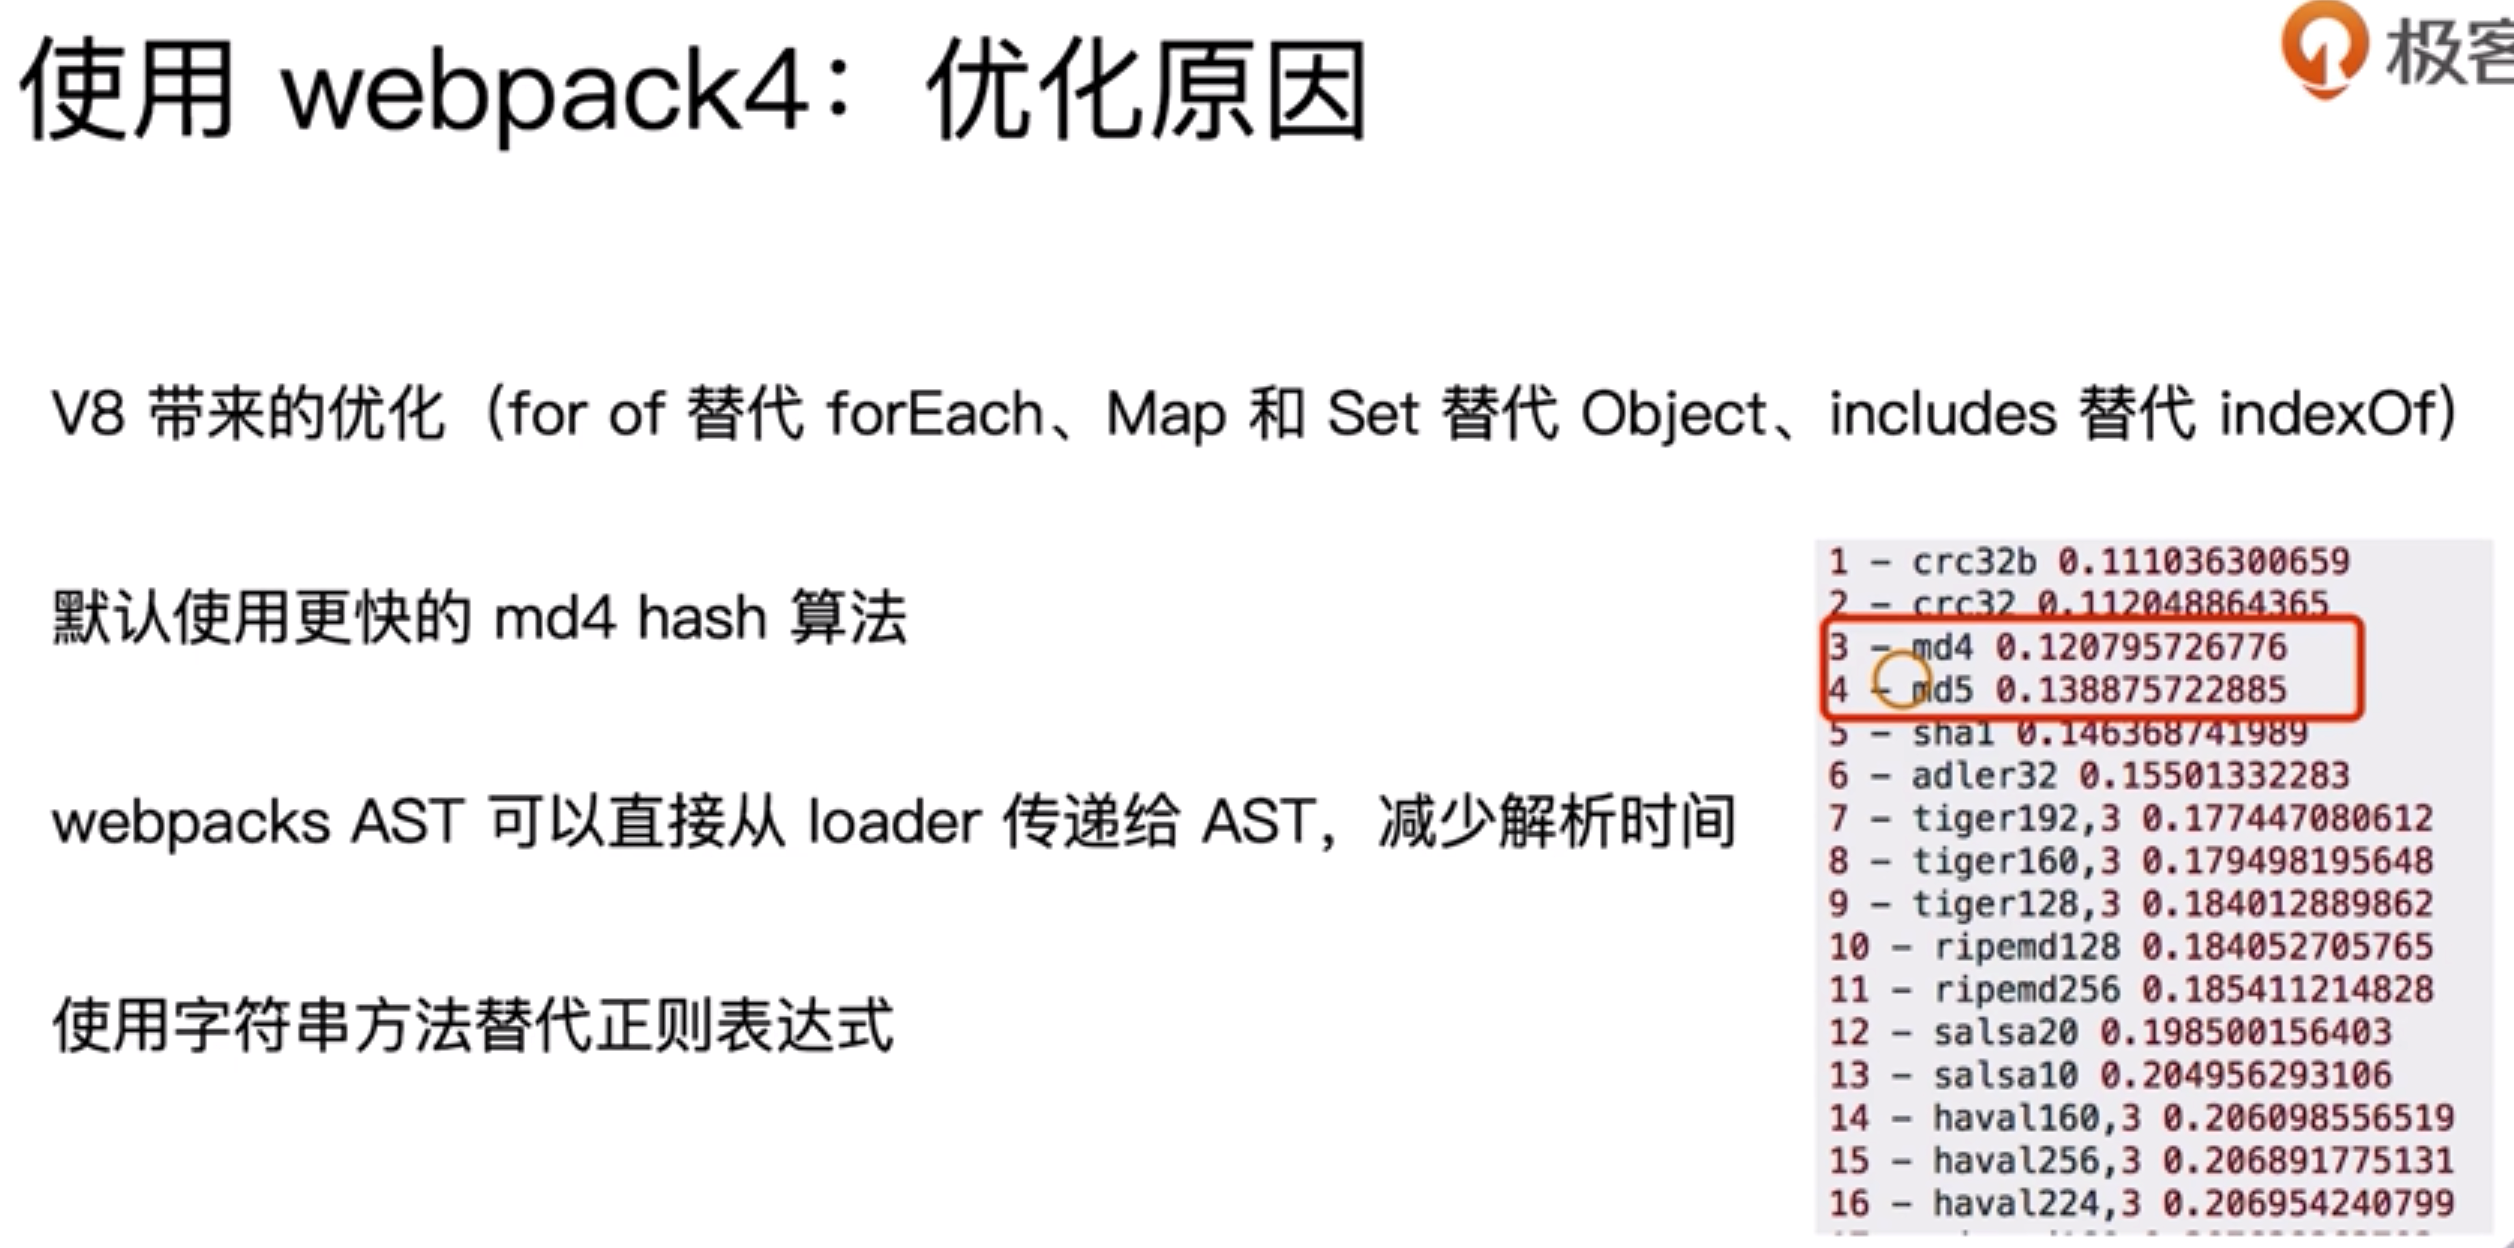 使用 webpack4：优化原因
极客
V8 带来的优化（for of 替代 forEach、Map 和 Set 替代 Object、includes 替代 indexOf）
默认使用更快的 md4 hash 算法
webpacks AST 可以直接从 loader 传递给 AST，减少解析时间
使用字符串方法替代正则表达式
1 - crc32b 0.111036300659
2 - crc32 0.112048864365
3 - md4 0.120795726776
4 - md5 0.138875722885
5 - sha1 0.146368741989
6 - adler32 0.15501332283
7 - tiger192,3 0.177447080612
8 - tiger160,3 0.179498195648
9 - tiger128,3 0.184012889862
10 - ripemd128 0.184052705765
11 - ripemd256 0.185411214828
12 - salsa20 0.198500156403
13 - salsa10 0.204956293106
14 - haval160,3 0.206098556519
15 - haval256,3 0.206891775131
16 - haval224,3 0.206954240799